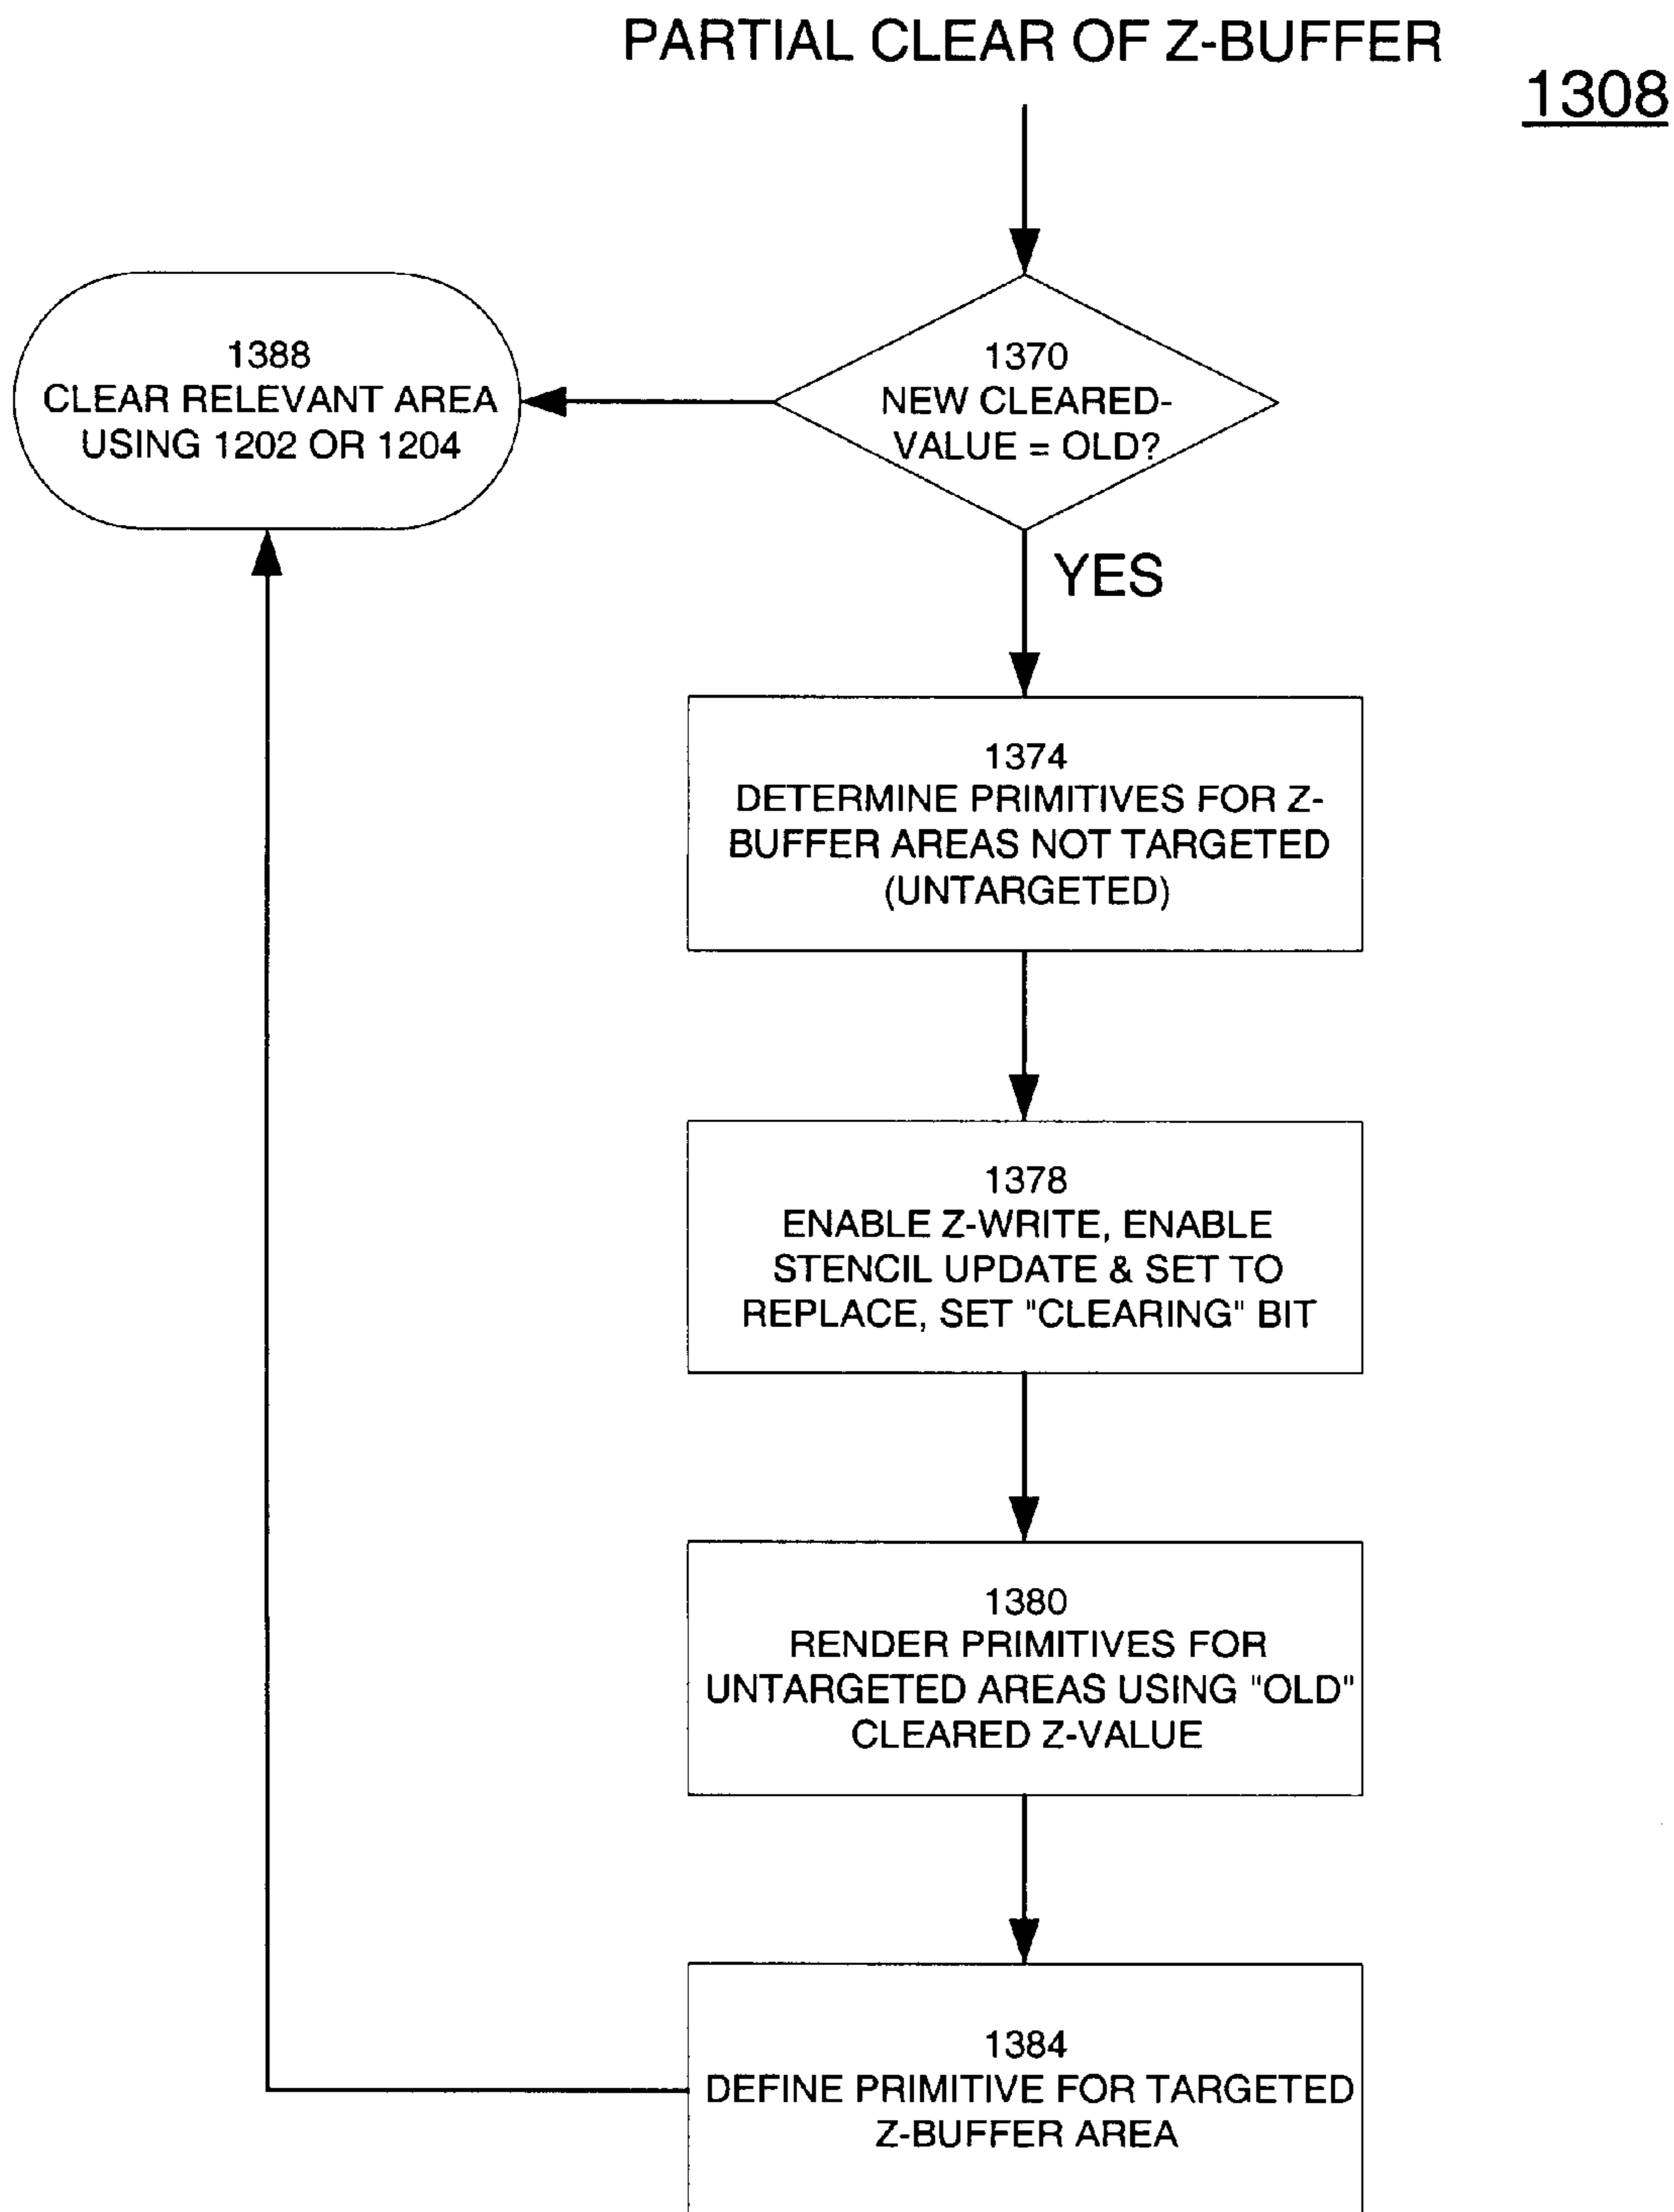 PARTIAL CLEAR OF Z-BUFFER
1308
1370
NEW CLEARED-
VALUE = OLD?
1388
CLEAR RELEVANT AREA
USING 1202 OR 1204
YES
1374
DETERMINE PRIMITIVES FOR Z-
BUFFER AREAS NOT TARGETED
(UNTARGETED)
1378
ENABLE Z-WRITE, ENABLE
STENCIL UPDATE & SET TO
REPLACE, SET "CLEARING" BIT
1380
RENDER PRIMITIVES FOR
UNTARGETED AREAS USING "OLD"
CLEARED Z-VALUE
1384
DEFINE PRIMITIVE FOR TARGETED
Z-BUFFER AREA